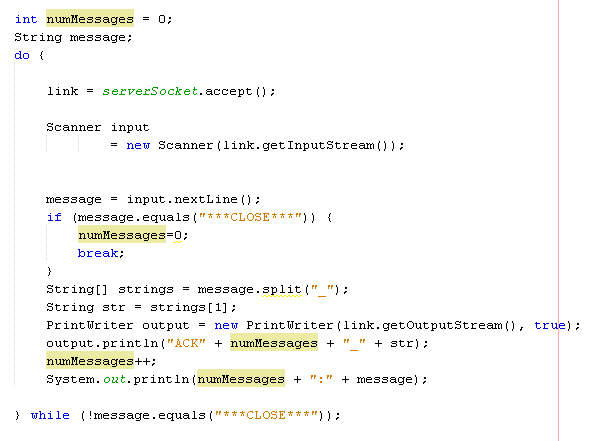 int numMessages = 0;
String message;
do {
link = serverSocket.accept();
Scanner input
= new Scanner(link.getInputStream());
message = input.nextLine();
if (message.equals("***CLOSE***")) {
numMessages=0;
break;
}
String[] strings = message.split("_");
String str = strings[1];
PrintWriter output = new PrintWriter(link.getOutputStream(), true);
output.println("ACK" + numMessages + "_" + str);
numMessages++;
System.out.println(numMessages + ":" + message);
} while (!message.equals("***CLOSE***"));